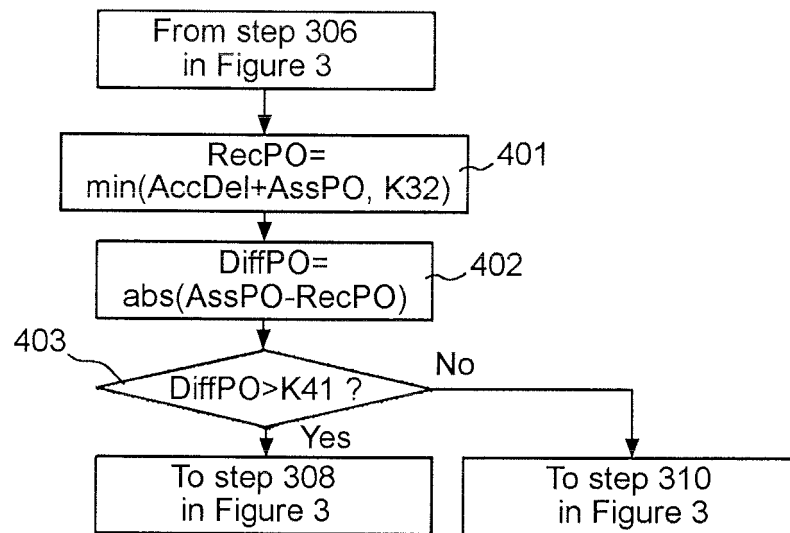 From step 306
in Figure 3
RecPO=
min(AccDel+AssPO, K32)
401
DiffPO=
abs(AssPO-RecPO)
402
403
DiffPO>K41 ?
No
Yes
To step 308
in Figure 3
To step 310
in Figure 3